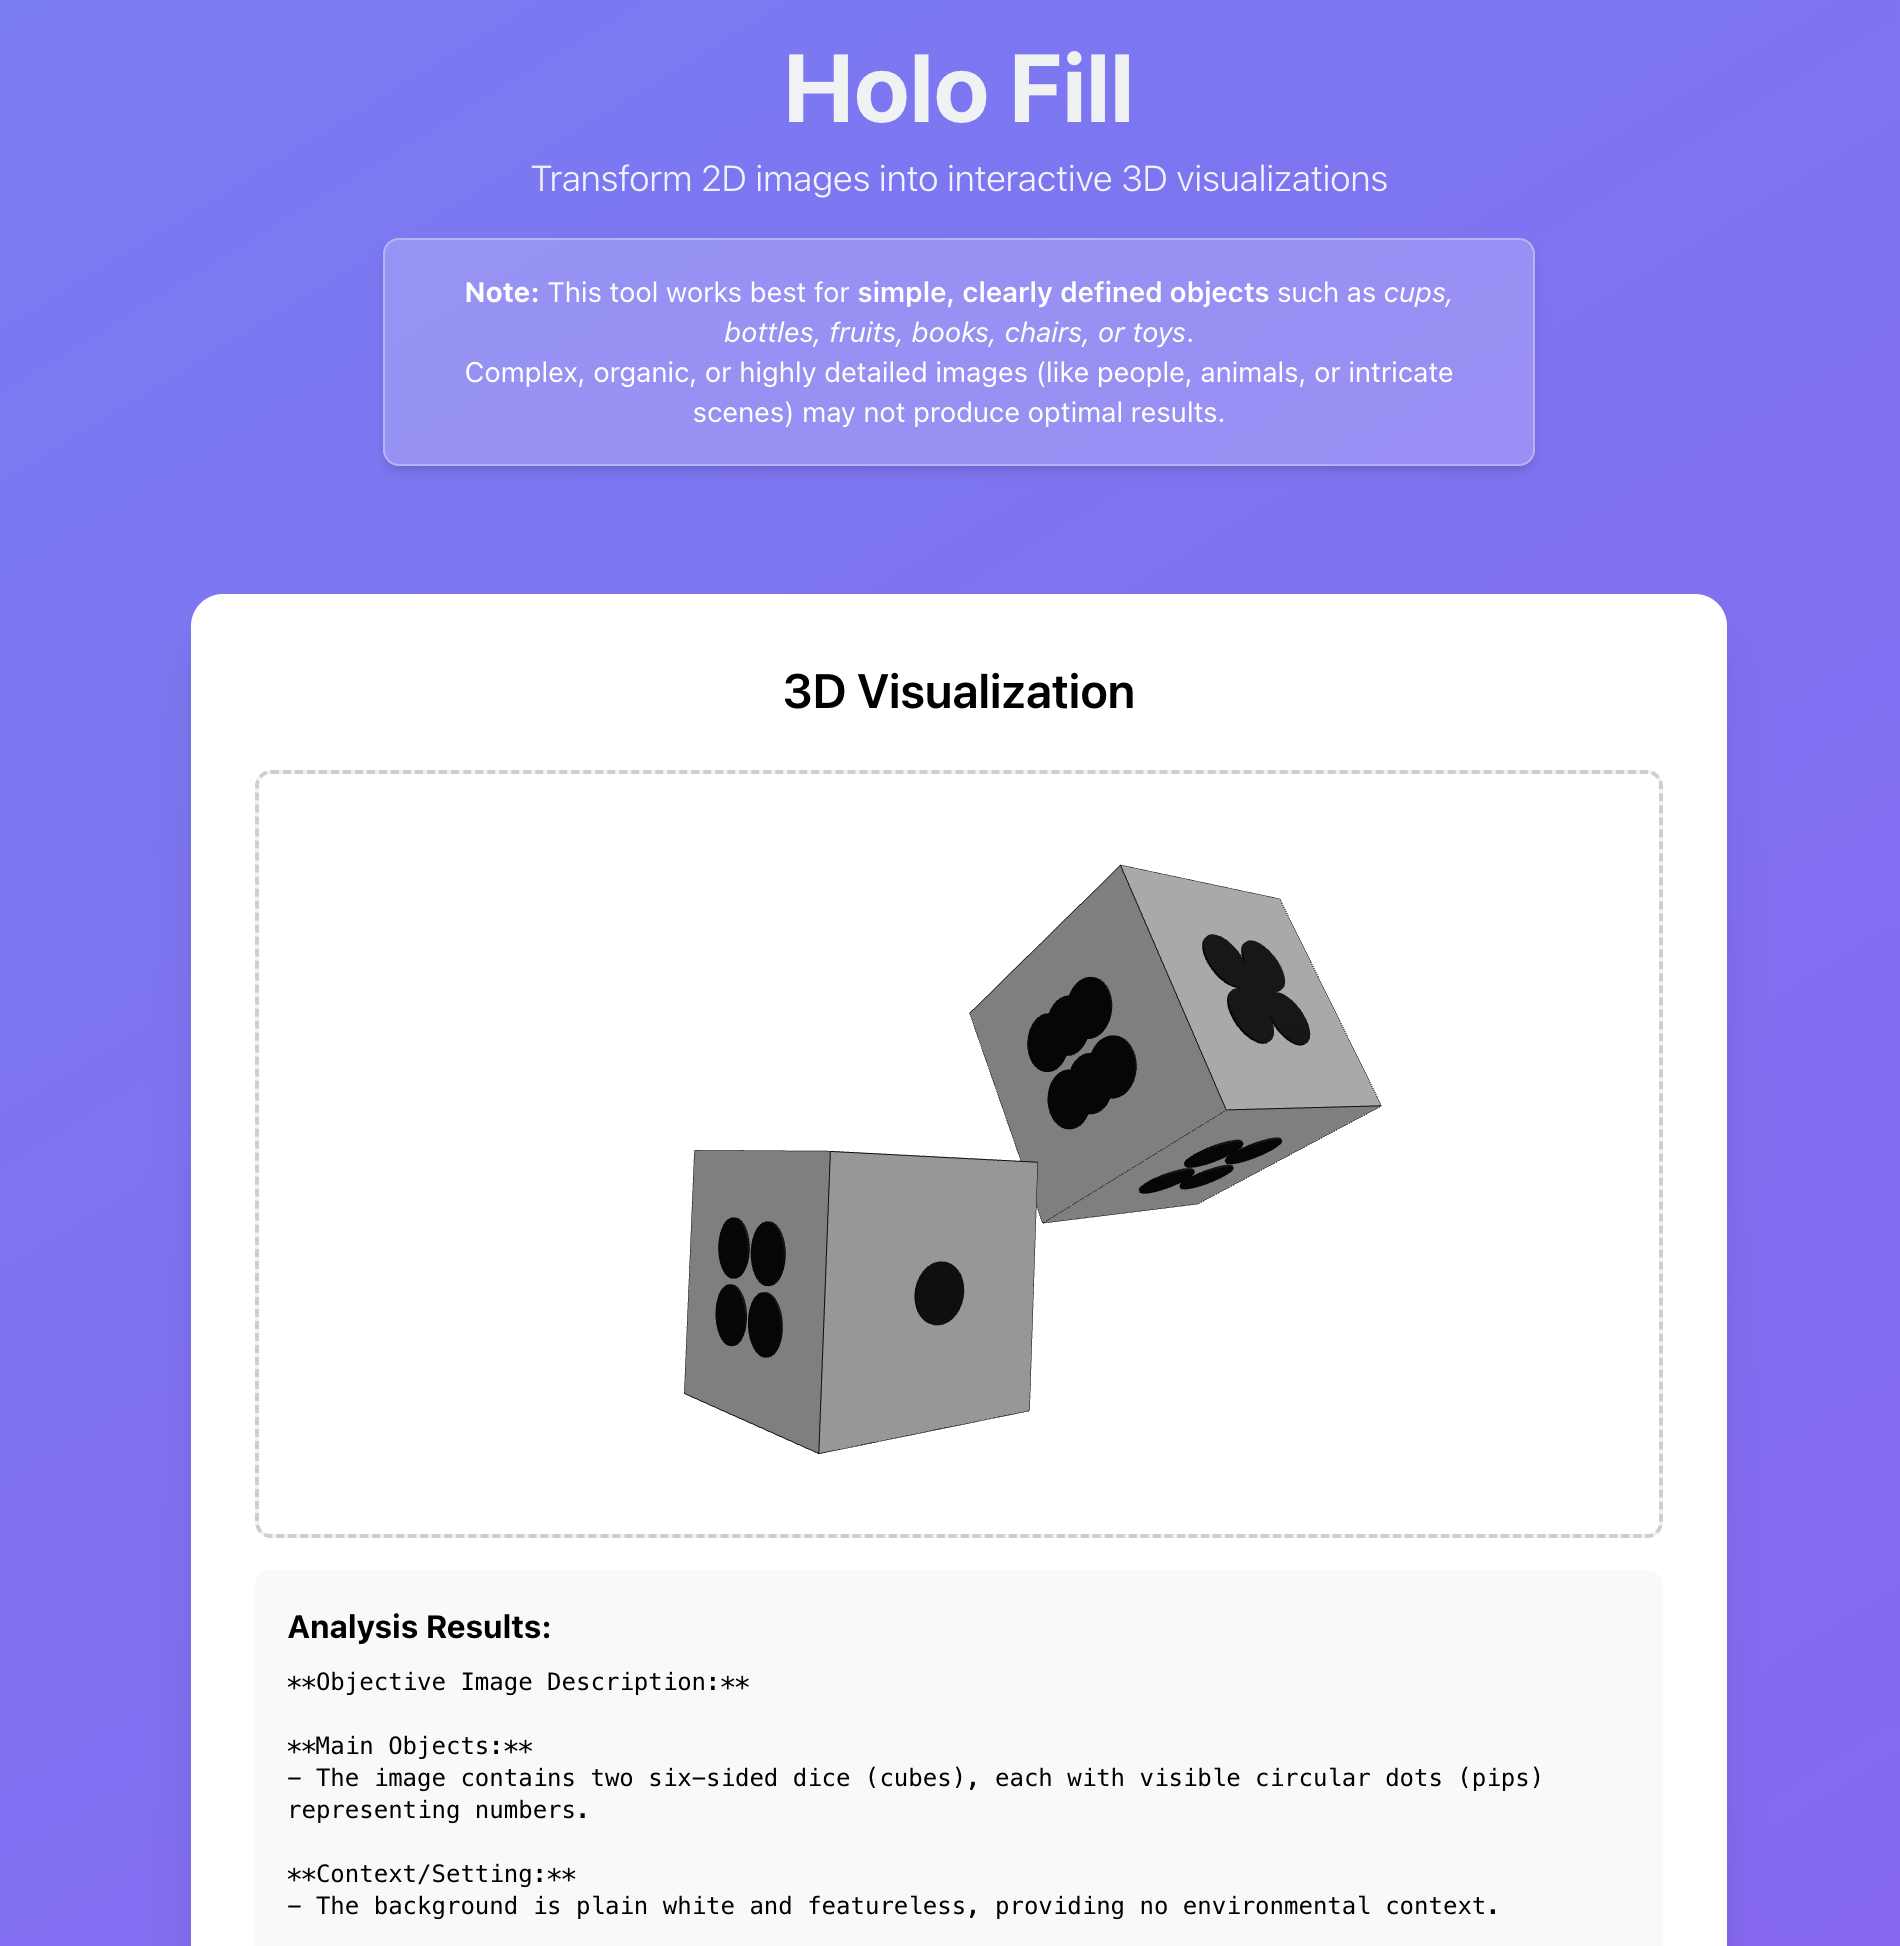 Holo Fill
Transform 2D images into interactive 3D visualizations
Note: This tool works best for simple, clearly defined objects such as cups,
bottles, fruits, books, chairs, or toys.
Complex, organic, or highly detailed images (like people, animals, or intricate
scenes) may not produce optimal results.
3D Visualization
Analysis Results:
**Objective Image Description:**
**Main Objects:**
- The image contains two six-sided dice (cubes), each with visible circular dots (pips)
representing numbers.
**Context/Setting:**
- The background is plain white and featureless, providing no environmental context.